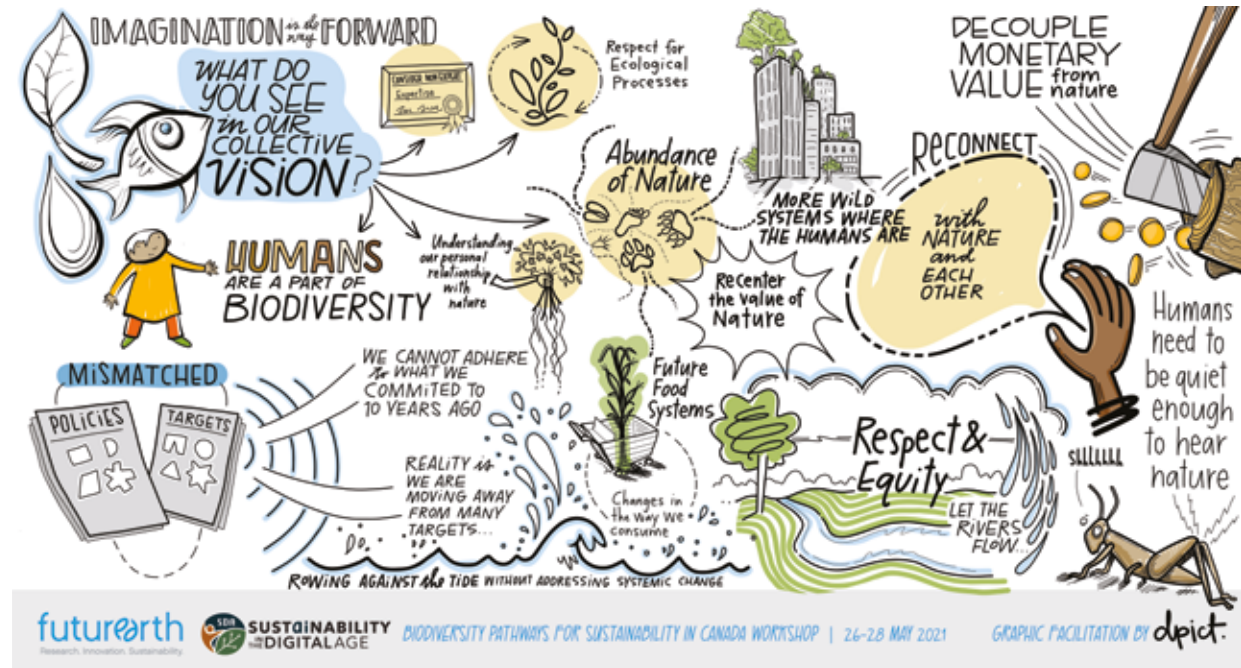 IMAGINATION is the way FORWARD
WHAT DO
YOU SEE
in OUR
COLLECTIVE
VISION?
Expertise
Respect for
Ecological
Processes
Abundance
of Nature
MORE WILD
SYSTEMS WHERE
THE HUMANS ARE
DECOUPLE
MONETARY
VALUE from
nature
RECONNECT
with
NATURE
and
EACH
OTHER
HUMANS
ARE A PART OF
BIODIVERSITY
Understanding
our personal
relationship
with
nature
Recenter
the value of
Nature
Humans
need to
be quiet
enough
to hear
nature
MISMATCHED
POLICIES
TARGETS
WE CANNOT ADHERE
to WHAT WE
COMMITED TO
10 YEARS AGO
REALITY is
WE ARE
MOVING AWAY
FROM MANY
TARGETS...
Future
Food
Systems
Changes in
the way we
consume
Respect &
Equity
LET THE
RIVERS
FLOW...
ROWING AGAINST the TIDE WITHOUT ADDRESSING SYSTEMIC CHANGE
futurearth
Research. Innovation. Sustainability.
SDA
SUSTAINABILITY
IN THE DIGITAL AGE
BIODIVERSITY PATHWAYS FOR SUSTAINABILITY IN CANADA WORKSHOP | 26-28 MAY 2021
GRAPHIC FACILITATION BY dpict.